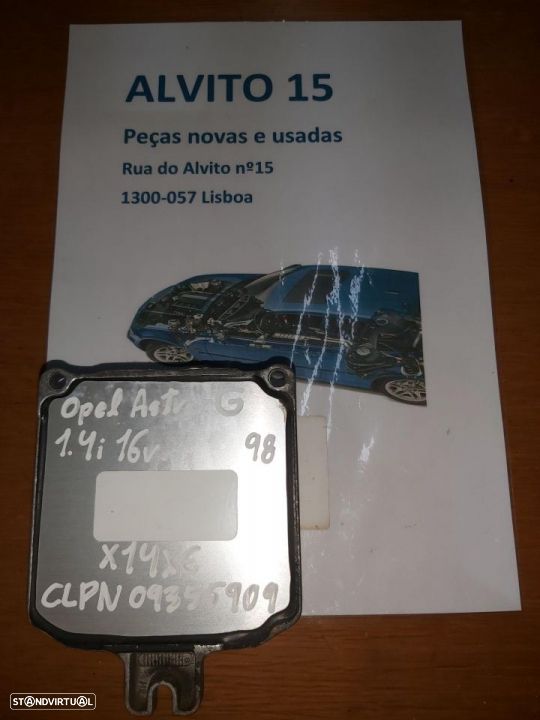 ALVITO 15
Peças novas e usadas
Rua do Alvito nº15
1300-057 Lisboa
Opel Ast G
1.4i 16v 98
X14XE
CLPN 09355909
STANDVIRTUAL